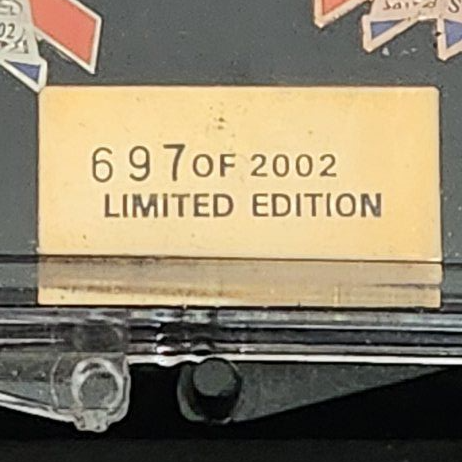 697 OF 2002
LIMITED EDITION